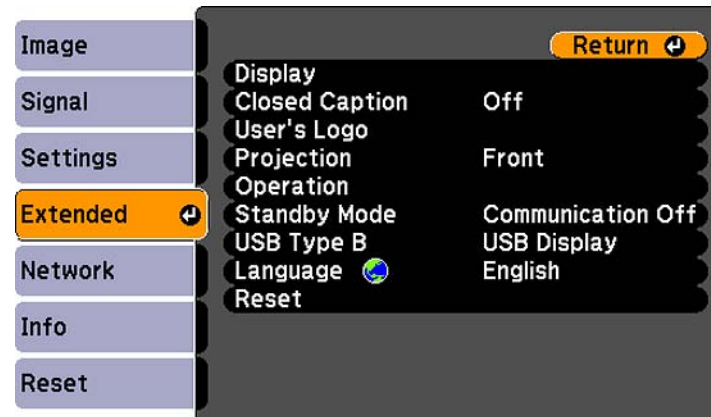 Image
Signal
Settings
Extended
Network
Info
Reset
Return
Display
Closed Caption Off
User's Logo
Projection Front
Operation
Standby Mode Communication Off
USB Type B USB Display
Language English
Reset